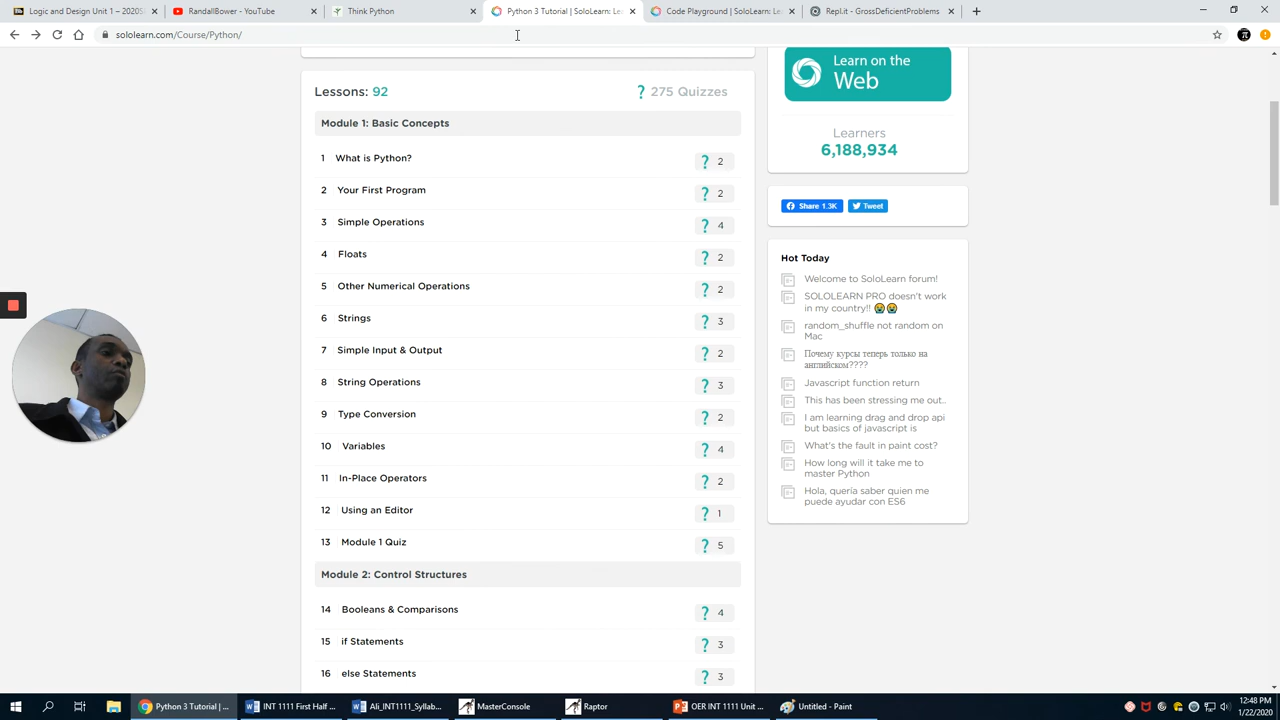 Logic and Design Unit 1 – 2020S
RandallBower - YouTube
Think Python
Python 3 Tutorial | SoloLearn: Le
Code Playground | SoloLearn: Le
Repl.it - GrossDeficientProblems
sololearn.com/Course/Python/
Learn on the
Web
Lessons: 92
? 275 Quizzes
Module 1: Basic Concepts
Learners
6,188,934
1 What is Python? ? 2
2 Your First Program ? 2
Share 1.3K
Tweet
3 Simple Operations ? 4
4 Floats ? 2
5 Other Numerical Operations ? 2
6 Strings ? 3
7 Simple Input & Output ? 2
8 String Operations ? 3
9 Type Conversion ? 2
10 Variables ? 4
11 In-Place Operators ? 2
12 Using an Editor ? 1
13 Module 1 Quiz ? 5
Module 2: Control Structures
14 Booleans & Comparisons ? 4
15 if Statements ? 3
16 else Statements ? 3
Hot Today
Welcome to SoloLearn forum!
SOLOLEARN PRO doesn't work
in my country!! 😭😭
random_shuffle not random on
Mac
Почему курсы теперь только на
английском????
Javascript function return
This has been stressing me out..
I am learning drag and drop api
but basics of javascript is
What's the fault in paint cost?
How long will it take me to
master Python
Hola, quería saber quien me
puede ayudar con ES6
Python 3 Tutorial | ...
INT 1111 First Half ...
Ali_INT1111_Syllab...
MasterConsole
Raptor
OER INT 1111 Unit ...
Untitled - Paint
12:48 PM
1/22/2020